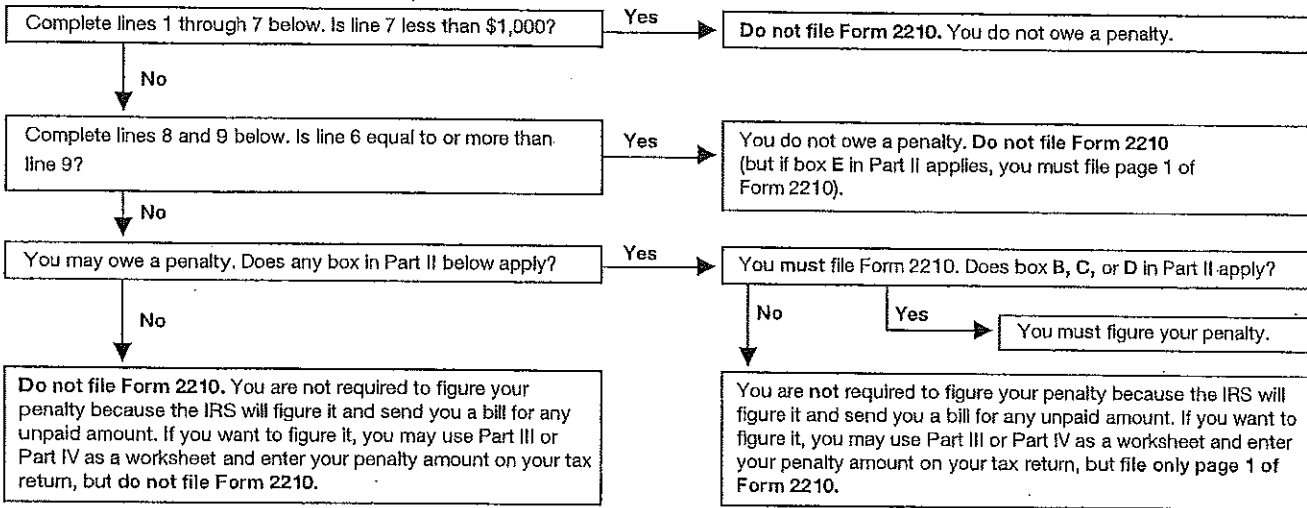 Complete lines 1 through 7 below. Is line 7 less than $1,000?
Yes
Do not file Form 2210. You do not owe a penalty.
No
Complete lines 8 and 9 below. Is line 6 equal to or more than
line 9?
Yes
You do not owe a penalty. Do not file Form 2210
(but if box E in Part II applies, you must file page 1 of
Form 2210).
No
You may owe a penalty. Does any box in Part II below apply?
Yes
You must file Form 2210. Does box B, C, or D in Part II apply?
No
No
Yes
You must figure your penalty.
Do not file Form 2210. You are not required to figure your
penalty because the IRS will figure it and send you a bill for any
unpaid amount. If you want to figure it, you may use Part III or
Part IV as a worksheet and enter your penalty amount on your tax
return, but do not file Form 2210.
You are not required to figure your penalty because the IRS will
figure it and send you a bill for any unpaid amount. If you want to
figure it, you may use Part III or Part IV as a worksheet and enter
your penalty amount on your tax return, but file only page 1 of
Form 2210.